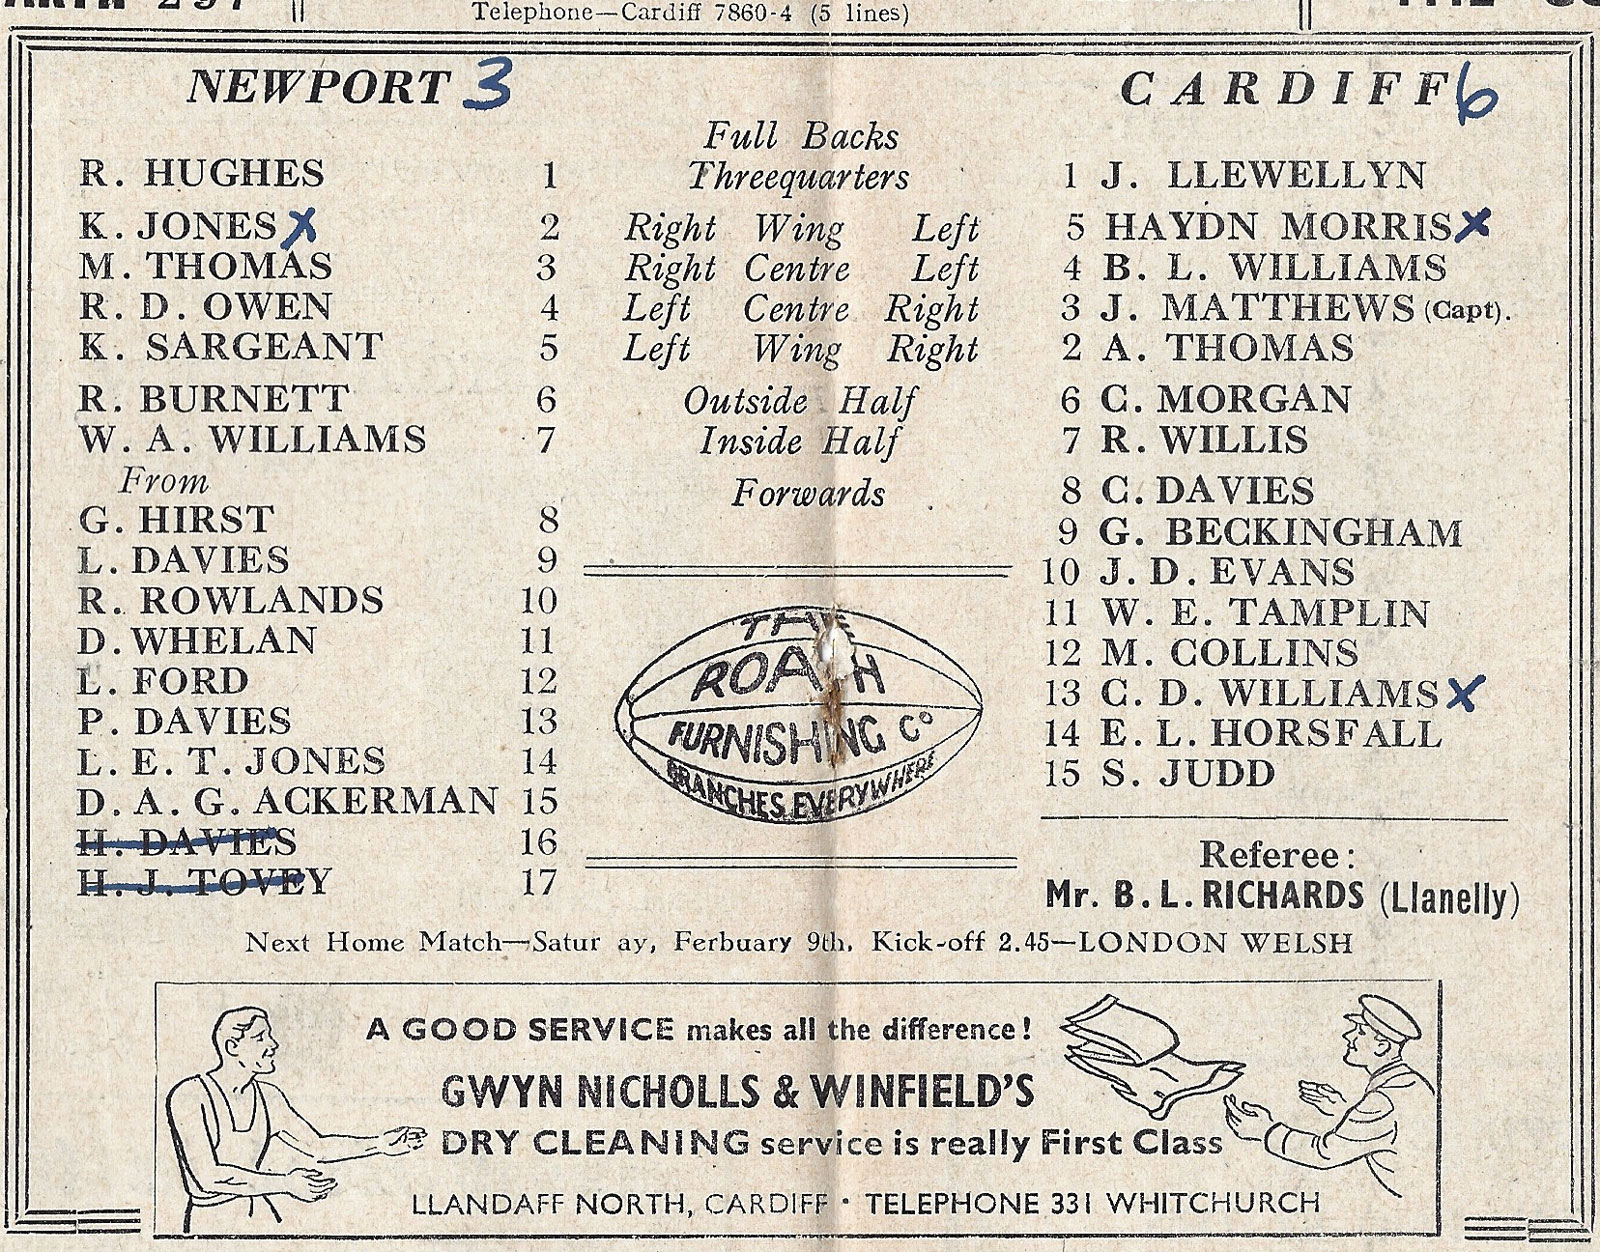 297
Telephone—Cardiff 7860-4 (5 lines)
NEWPORT 3
CARDIFF 6
Full Backs
R. HUGHES 1 Threequarters 1 J. LLEWELLYN
K. JONES X 2 Right Wing Left 5 HAYDN MORRIS X
M. THOMAS 3 Right Centre Left 4 B. L. WILLIAMS
R. D. OWEN 4 Left Centre Right 3 J. MATTHEWS (Capt).
K. SARGEANT 5 Left Wing Right 2 A. THOMAS
R. BURNETT 6 Outside Half 6 C. MORGAN
W. A. WILLIAMS 7 Inside Half 7 R. WILLIS
From
Forwards
G. HIRST 8
L. DAVIES 9
R. ROWLANDS 10
D. WHELAN 11
L. FORD 12
P. DAVIES 13
L. E. T. JONES 14
D. A. G. ACKERMAN 15
H. DAVIES 16
H. J. TOVEY 17
8 C. DAVIES
9 G. BECKINGHAM
10 J. D. EVANS
11 W. E. TAMPLIN
12 M. COLLINS
13 C. D. WILLIAMS X
14 E. L. HORSFALL
15 S. JUDD
THE
ROATH
FURNISHING Co
BRANCHES EVERYWHERE
Referee:
Mr. B. L. RICHARDS (Llanelly)
Next Home Match—Satur ay, Ferbuary 9th, Kick-off 2.45—LONDON WELSH
A GOOD SERVICE makes all the difference!
GWYN NICHOLLS & WINFIELD'S
DRY CLEANING service is really First Class
LLANDAFF NORTH, CARDIFF · TELEPHONE 331 WHITCHURCH